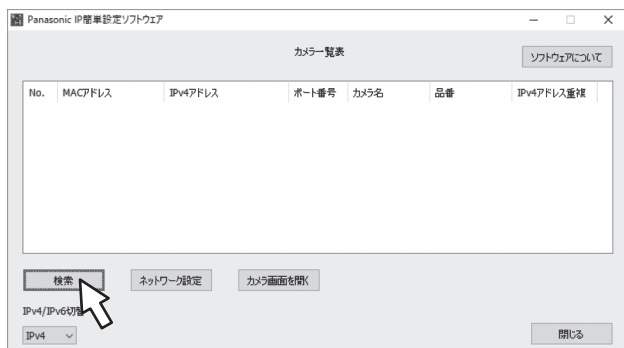 Panasonic IP簡単設定ソフトウェア
カメラ一覧表
ソフトウェアについて
No. MACアドレス IPv4アドレス ポート番号 カメラ名 品番 IPv4アドレス重複
検索 ネットワーク設定 カメラ画面を開く
IPv4/IPv6切替
IPv4 閉じる